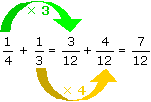 × 3
1/4 + 1/3 = 3/12 + 4/12 = 7/12
× 4